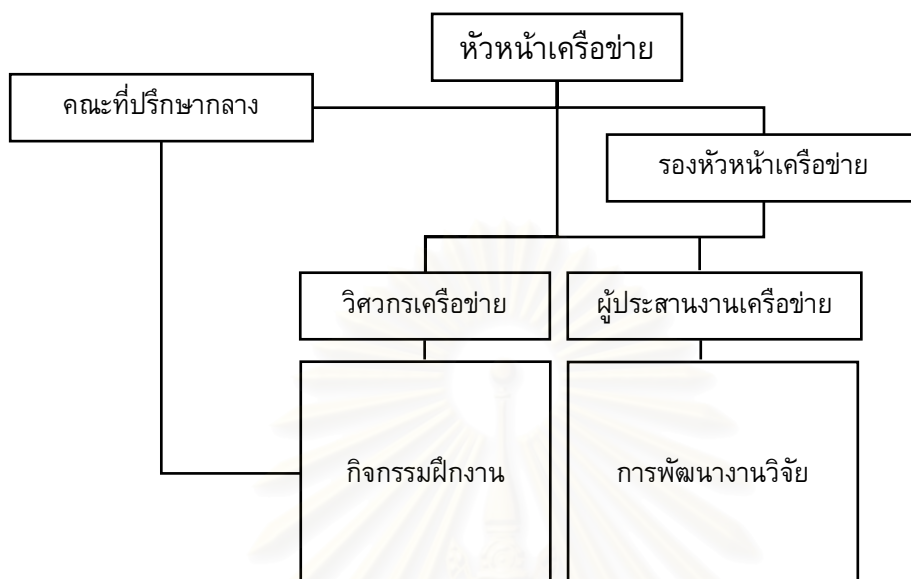 หัวหน้าเครือข่าย
คณะที่ปรึกษากลาง
รองหัวหน้าเครือข่าย
วิศวกรเครือข่าย
ผู้ประสานงานเครือข่าย
กิจกรรมฝึกงาน
การพัฒนางานวิจัย